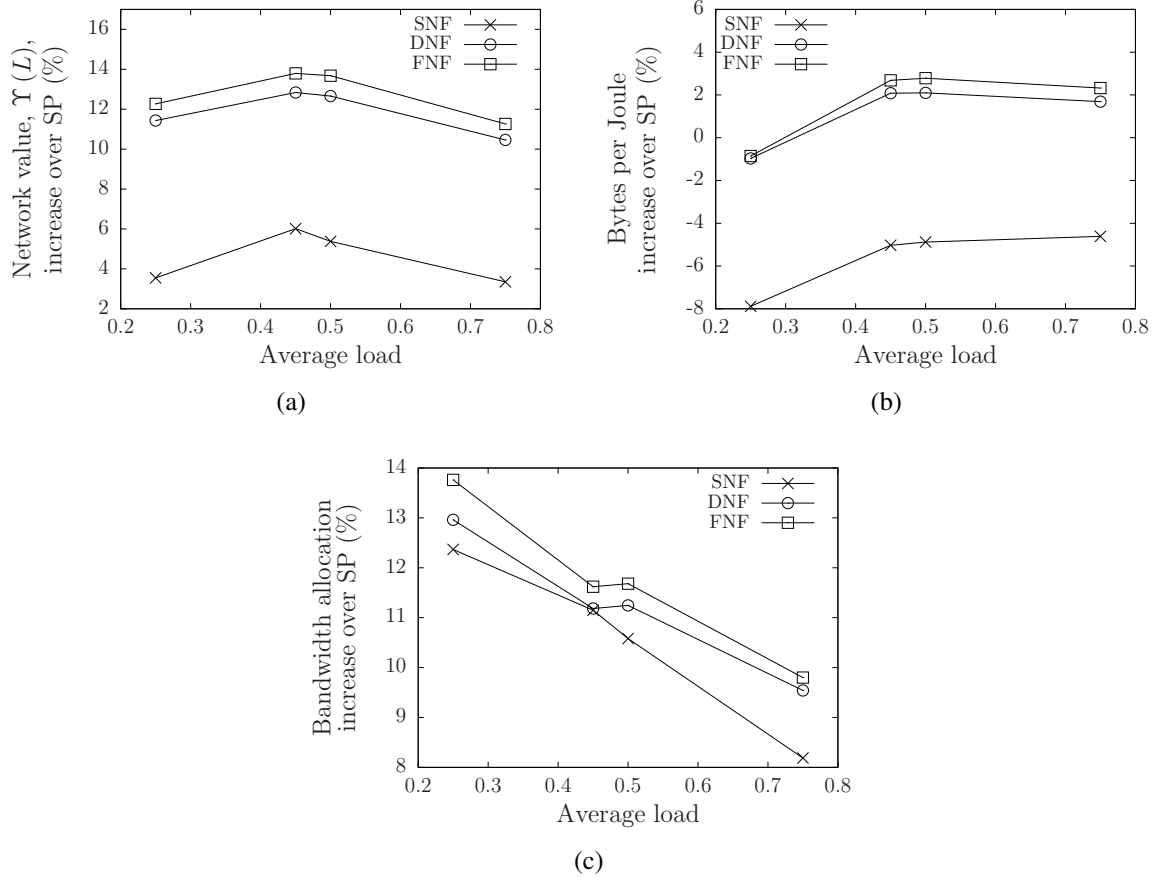 Network value, ϒ (L),
increase over SP (%)
16
14
12
10
8
6
4
2
SNF
DNF
FNF
0.2
0.3
0.4
0.5
0.6
0.7
0.8
Average load
(a)
Bytes per Joule
increase over SP (%)
6
4
2
0
-2
-4
-6
-8
SNF
DNF
FNF
0.2
0.3
0.4
0.5
0.6
0.7
0.8
Average load
(b)
Bandwidth allocation
increase over SP (%)
14
13
12
11
10
9
8
SNF
DNF
FNF
0.2
0.3
0.4
0.5
0.6
0.7
0.8
Average load
(c)